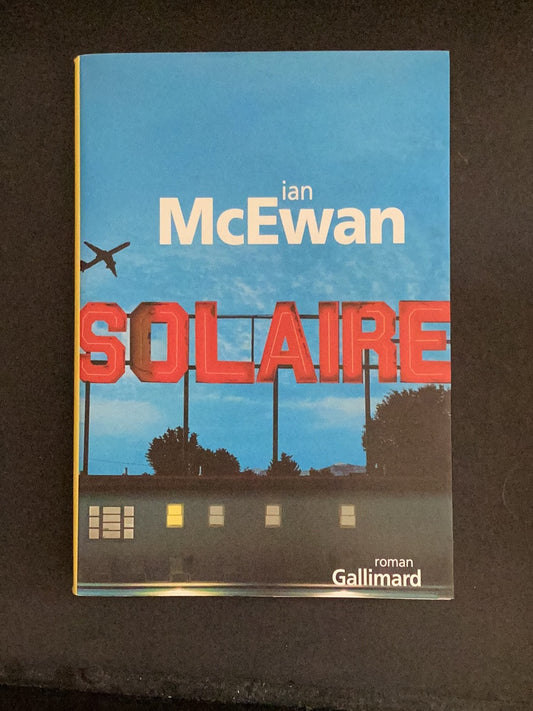 ian
McEwan
SOLAIRE
roman
Gallimard